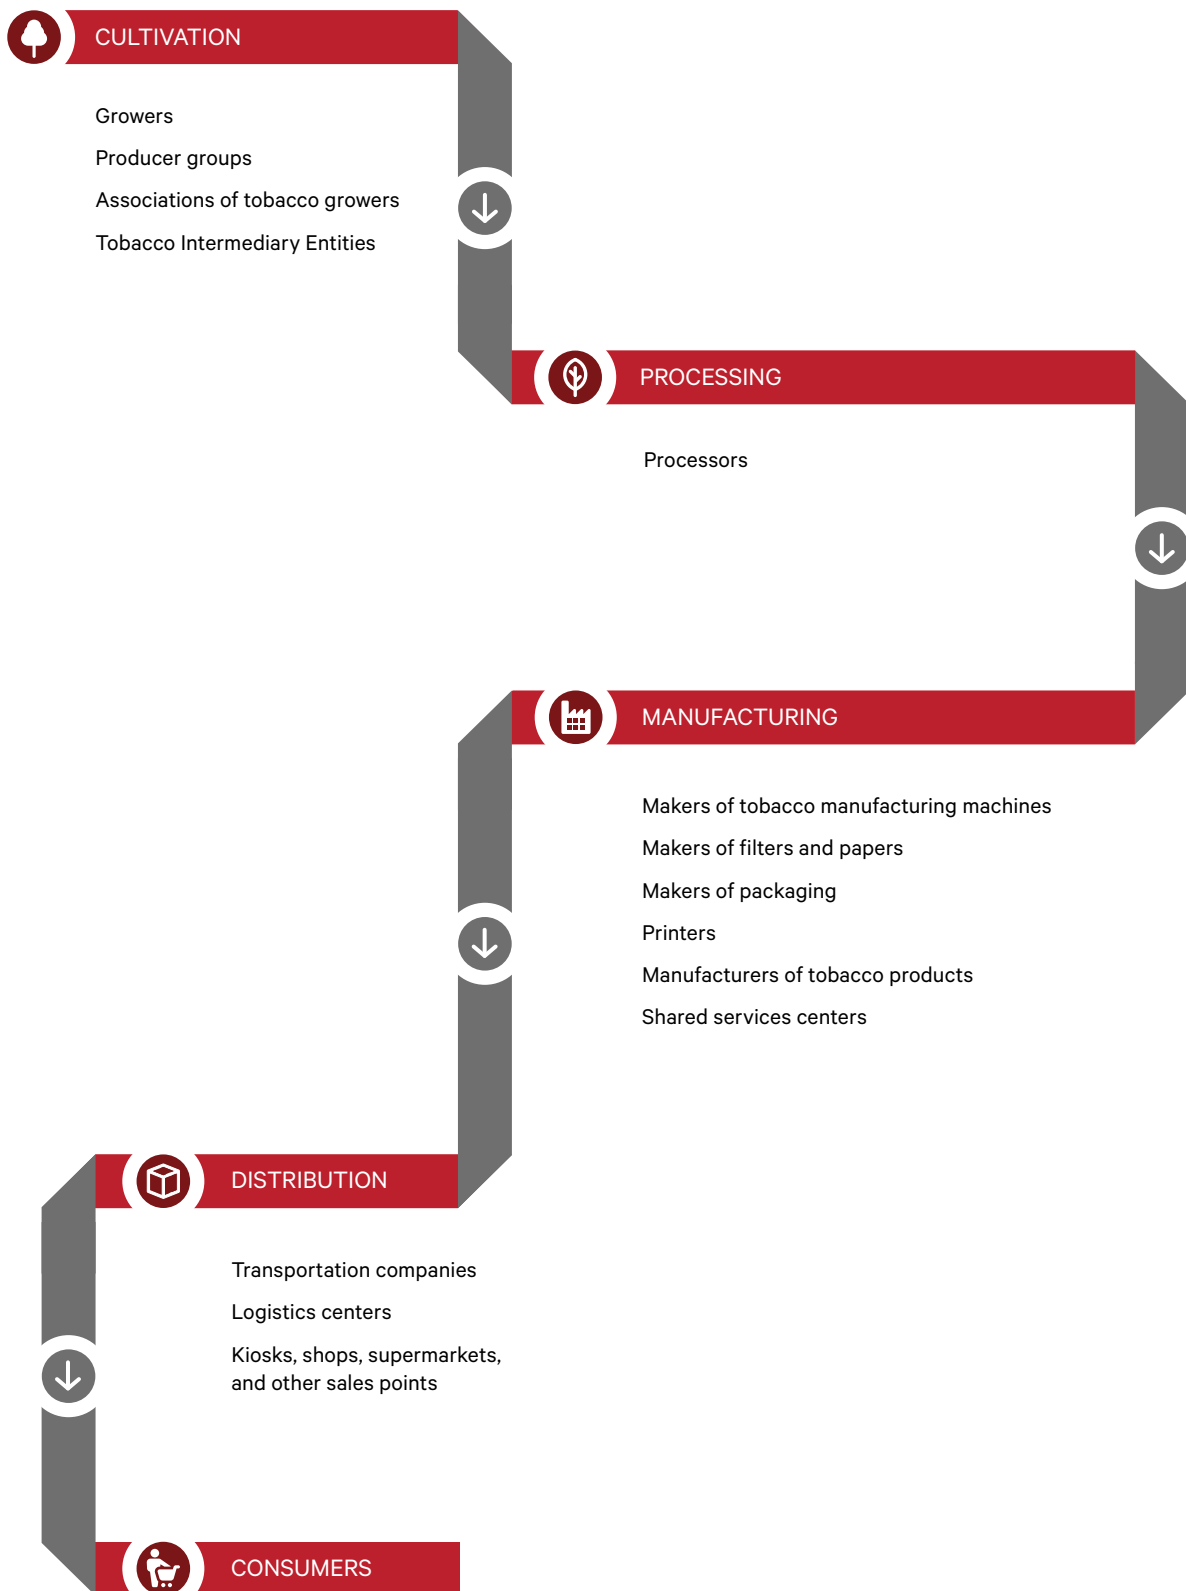 CULTIVATION
Growers
Producer groups
Associations of tobacco growers
Tobacco Intermediary Entities
PROCESSING
Processors
MANUFACTURING
Makers of tobacco manufacturing machines
Makers of filters and papers
Makers of packaging
Printers
Manufacturers of tobacco products
Shared services centers
DISTRIBUTION
Transportation companies
Logistics centers
Kiosks, shops, supermarkets,
and other sales points
CONSUMERS